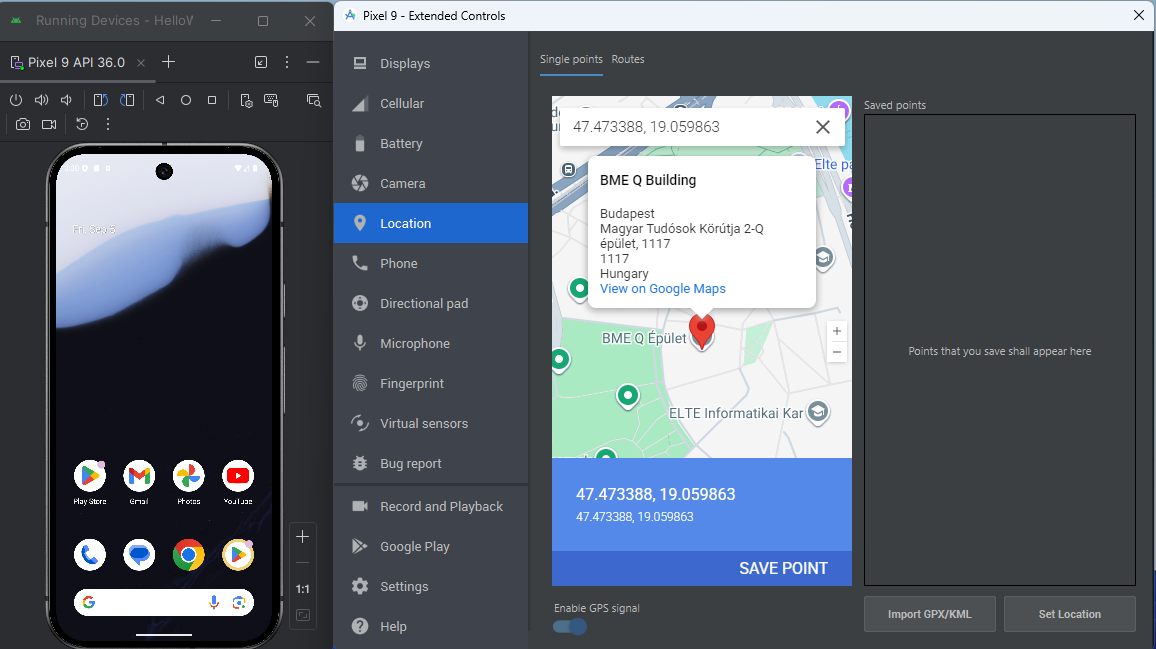 Running Devices - HelloW
Pixel 9 API 36.0
Fri, Sep 5
Play Store
Gmail
Photos
YouTube
1:1
Pixel 9 - Extended Controls
Displays
Cellular
Battery
Camera
Location
Phone
Directional pad
Microphone
Fingerprint
Virtual sensors
Bug report
Record and Playback
Google Play
Settings
Help
Single points
Routes
47.473388, 19.059863
Elte pa
BME Q Building
Budapest
Magyar Tudósok Körútja 2-Q
épület, 1117
1117
Hungary
View on Google Maps
BME Q Épület
ELTE Informatikai Kar
47.473388, 19.059863
47.473388, 19.059863
SAVE POINT
Enable GPS signal
Saved points
Points that you save shall appear here
Import GPX/KML
Set Location